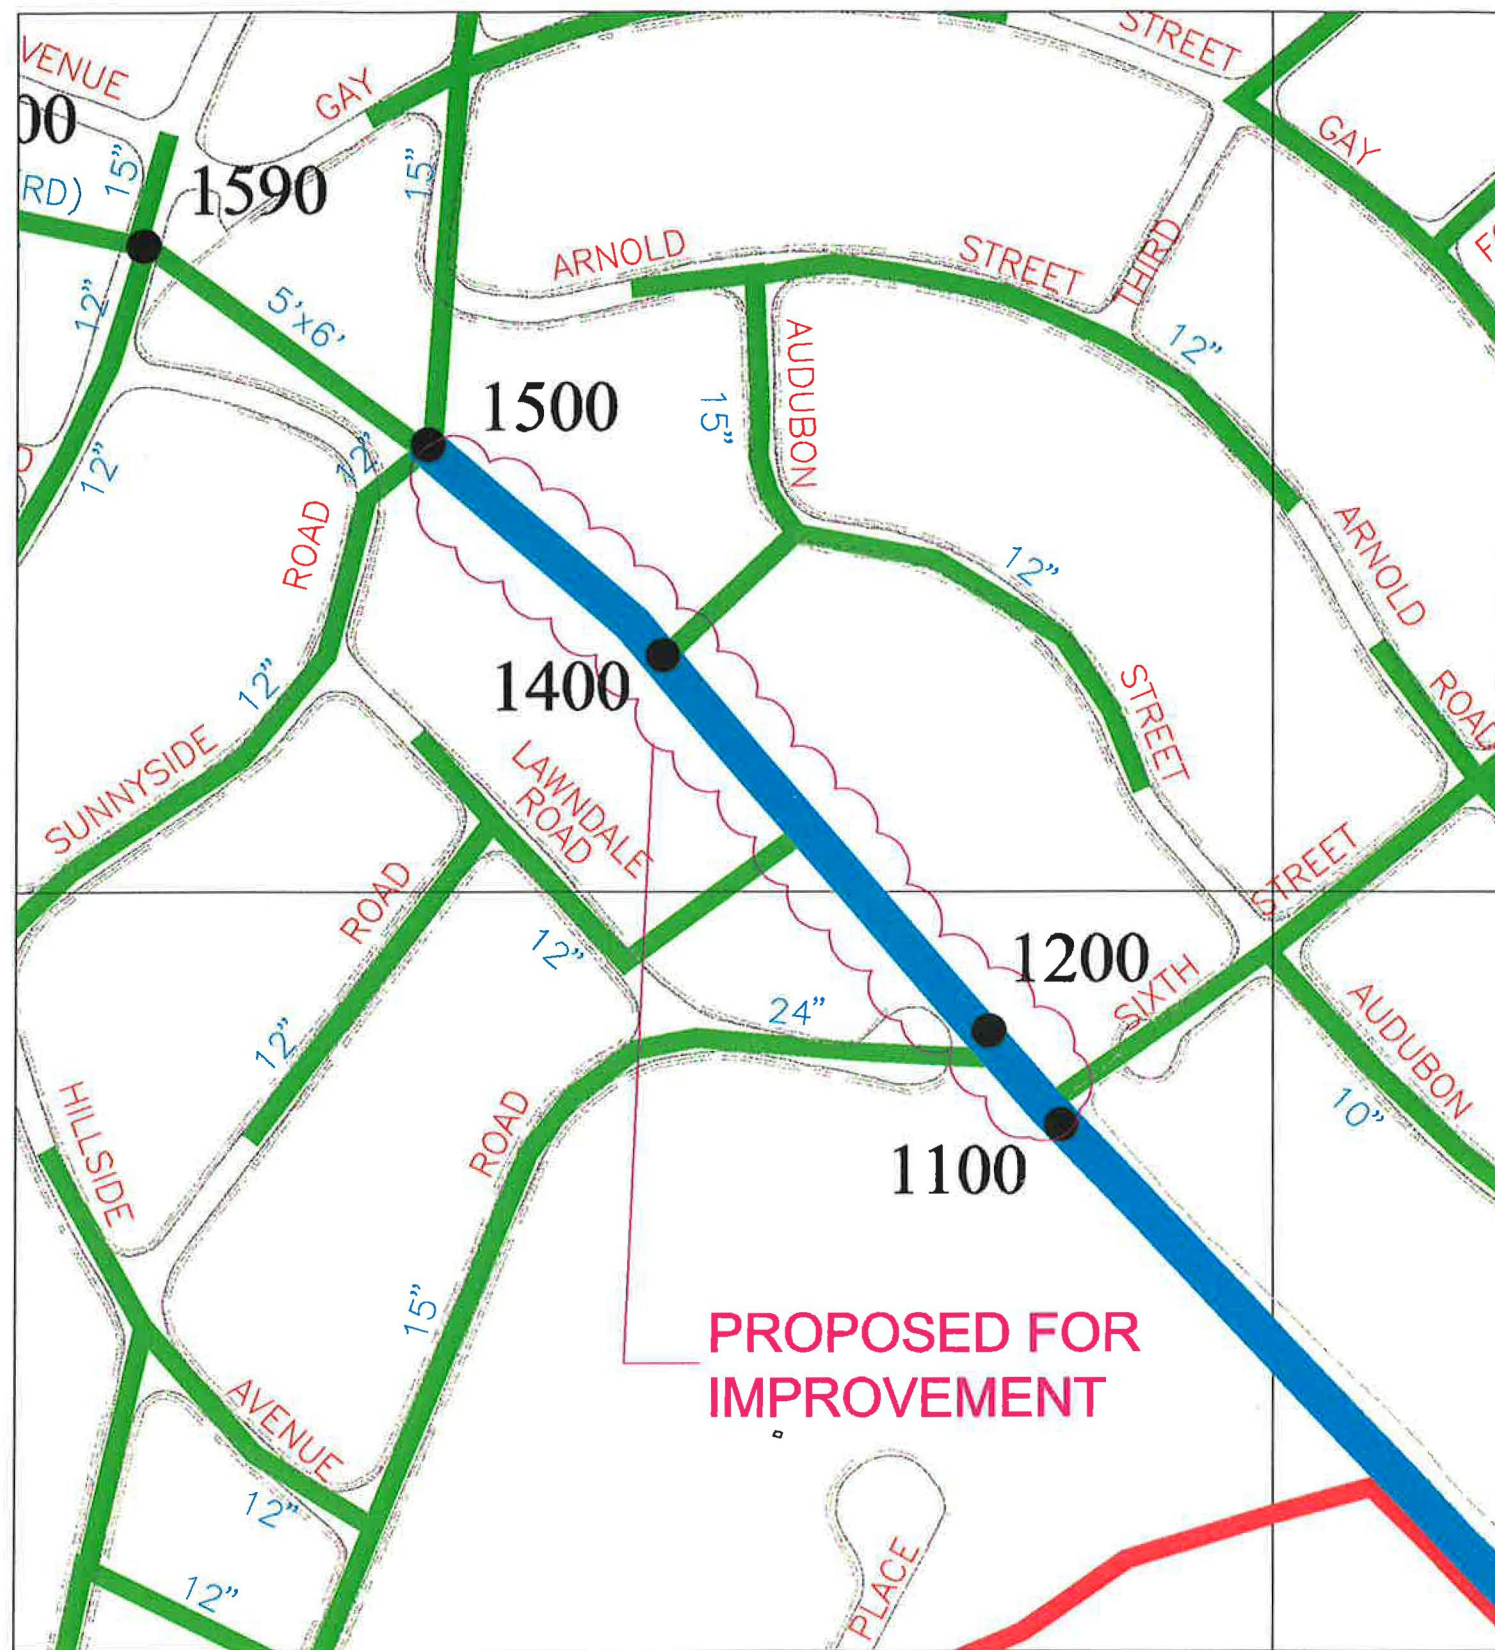 STREET
VENUE
GAY
GAY
00
15”
15”
1590
RD)
THIRD
ARNOLD
STREET
12”
5'x6'
12”
AUDUBON
1500
15”
12”
12”
ROAD
ARNOLD
12”
1400
12”
STREET
ROAD
SUNNYSIDE
LAWNDALE
ROAD
STREET
ROAD
12”
1200
SIXTH
AUDUBON
24”
12”
HILLSIDE
ROAD
10”
1100
15”
PROPOSED FOR
IMPROVEMENT
AVENUE
12”
12”
PLACE